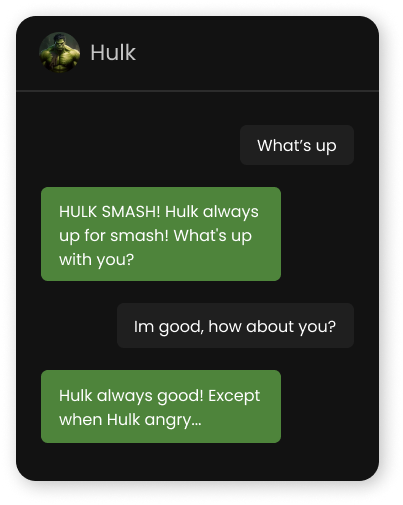 Hulk
What’s up
HULK SMASH! Hulk always
up for smash! What's up
with you?
Im good, how about you?
Hulk always good! Except
when Hulk angry...